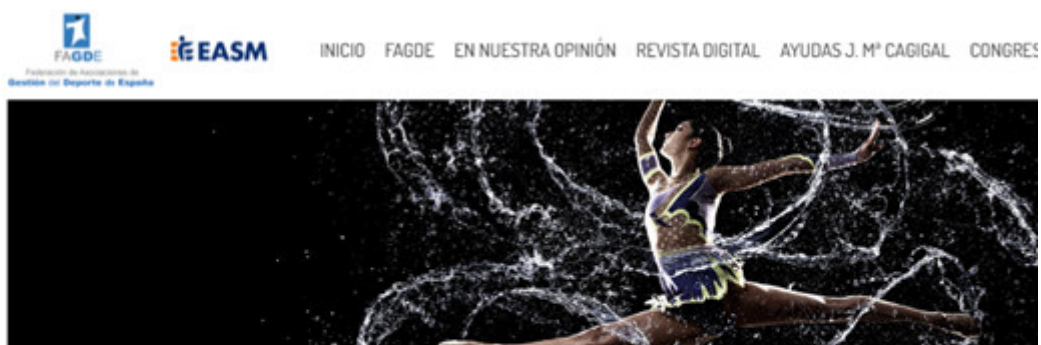 FAGDE
Federación de Asociaciones de
Gestión del Deporte de España
EASM
INICIO FAGDE EN NUESTRA OPINIÓN REVISTA DIGITAL AYUDAS J. Mª CAGIGAL CONGRES